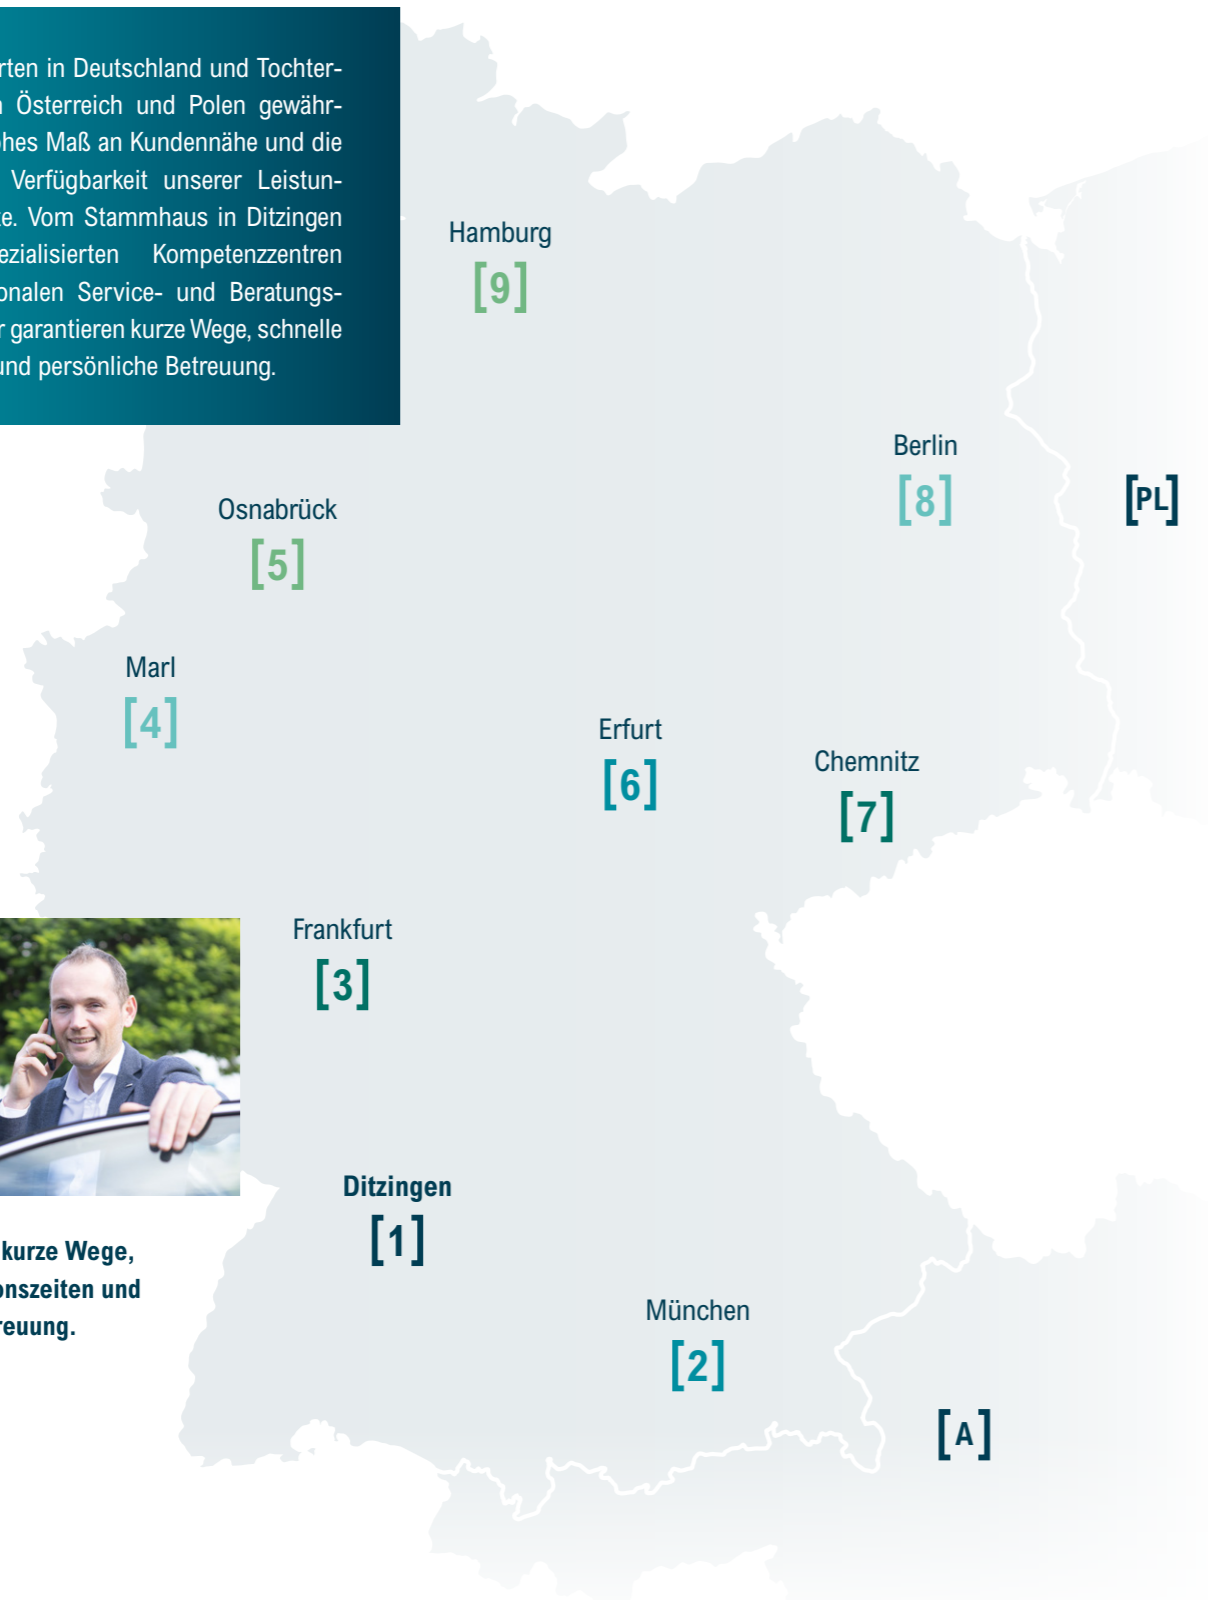 rten in Deutschland und Tochter-
Österreich und Polen gewähr-
ohes Maß an Kundennähe und die
Verfügbarkeit unserer Leistun-
te. Vom Stammhaus in Ditzingen
ezialisierten Kompetenzzentren
onalen Service- und Beratungs-
r garantieren kurze Wege, schnelle
und persönliche Betreuung.
Hamburg
[9]
Berlin
[8]
[PL]
Osnabrück
[5]
Marl
[4]
Erfurt
[6]
Chemnitz
[7]
Frankfurt
[3]
Ditzingen
[1]
kurze Wege,
onszeiten und
reuung.
München
[2]
[A]